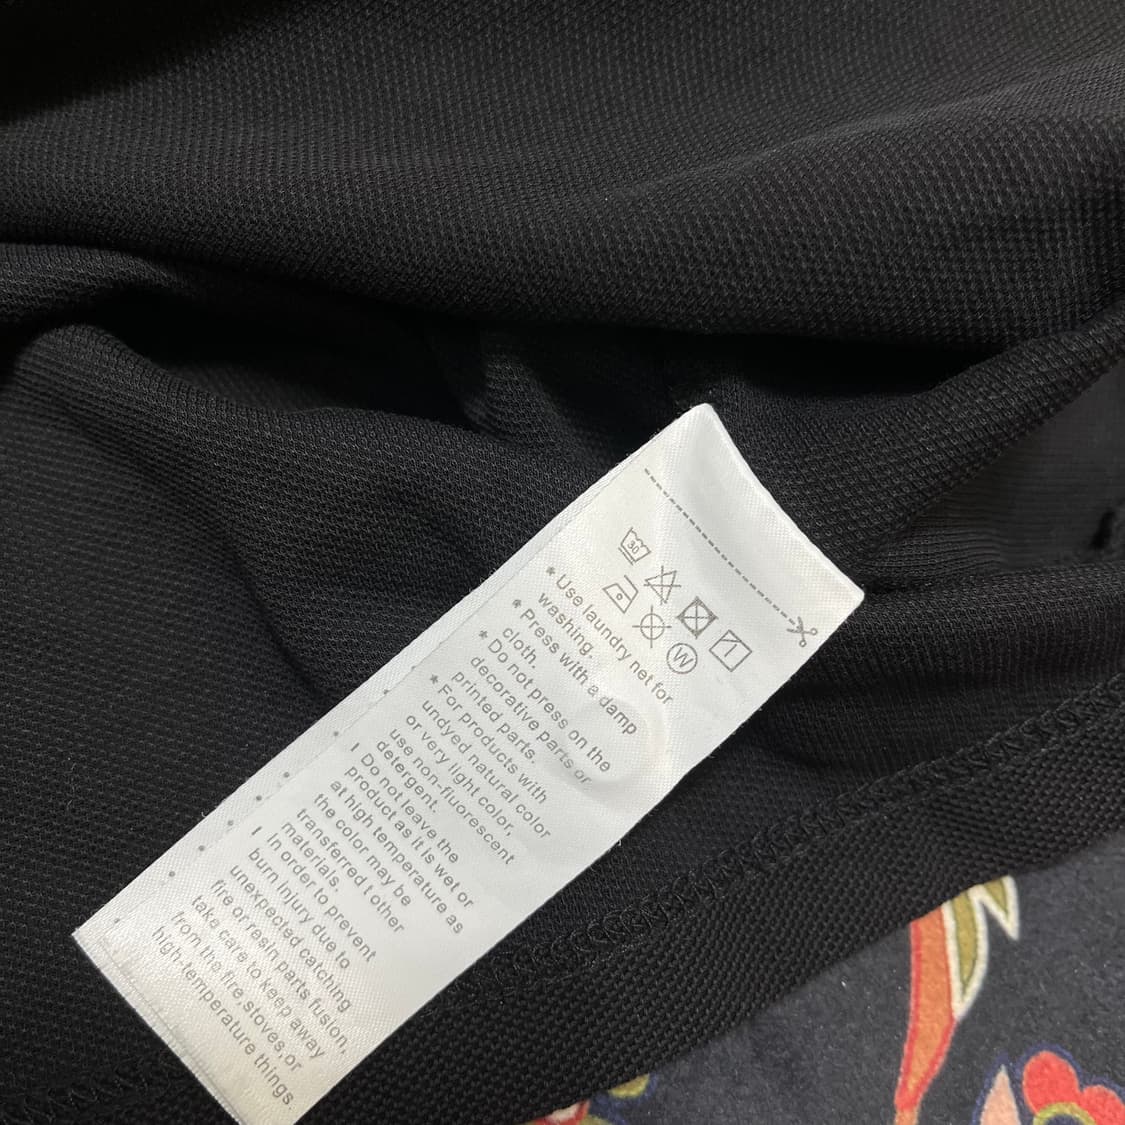 30
1
W
* Use laundry net for
washing.
* Press with a damp
cloth.
* Do not press on the
decorative parts or
printed parts.
* For products with
undyed natural color
or very light color,
use non-fluorescent
detergent.
! Do not leave the
product as it is wet or
at high temperature as
the color may be
transferred t other
materials.
! In order to prevent
burn Injury due to
unexpected catching
fire or resin parts fusion,
take care to keep away
from the fire,stoves,or
high-temperature things.